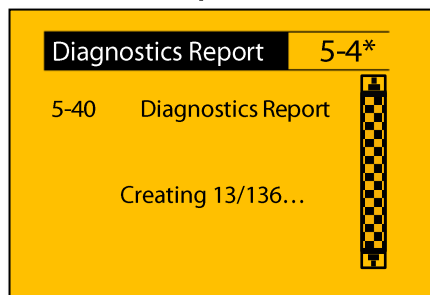 Diagnostics Report 5-4*
5-40 Diagnostics Report
Creating 13/136…